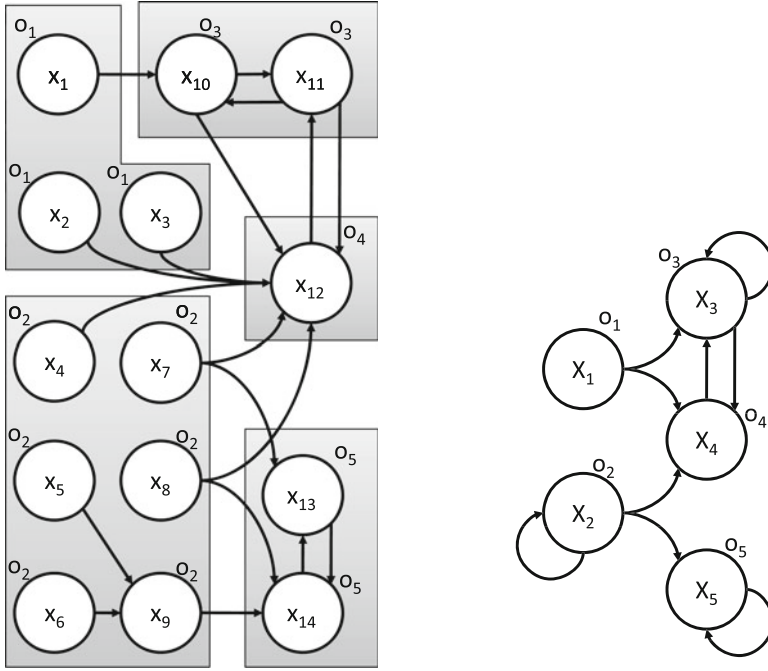 O₁ O₃ O₃
x₁ x₁₀ x₁₁
O₁ O₁
x₂ x₃
O₄
x₁₂
O₂ O₂
x₄ x₇
O₂ O₂
x₅ x₈
O₅
x₁₃
O₂ O₂ O₅
x₆ x₉ x₁₄
O₃
X₃
O₁
X₁
O₄
X₄
O₂
X₂
O₅
X₅